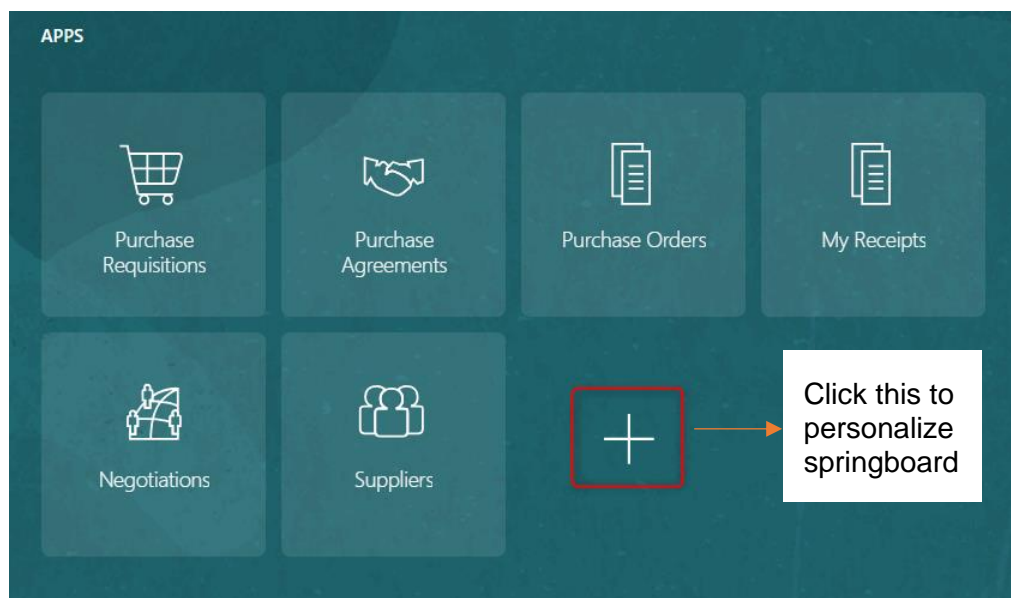 APPS
Purchase
Requisitions
Purchase
Agreements
Purchase Orders
My Receipts
Negotiations
Suppliers
Click this to
personalize
springboard